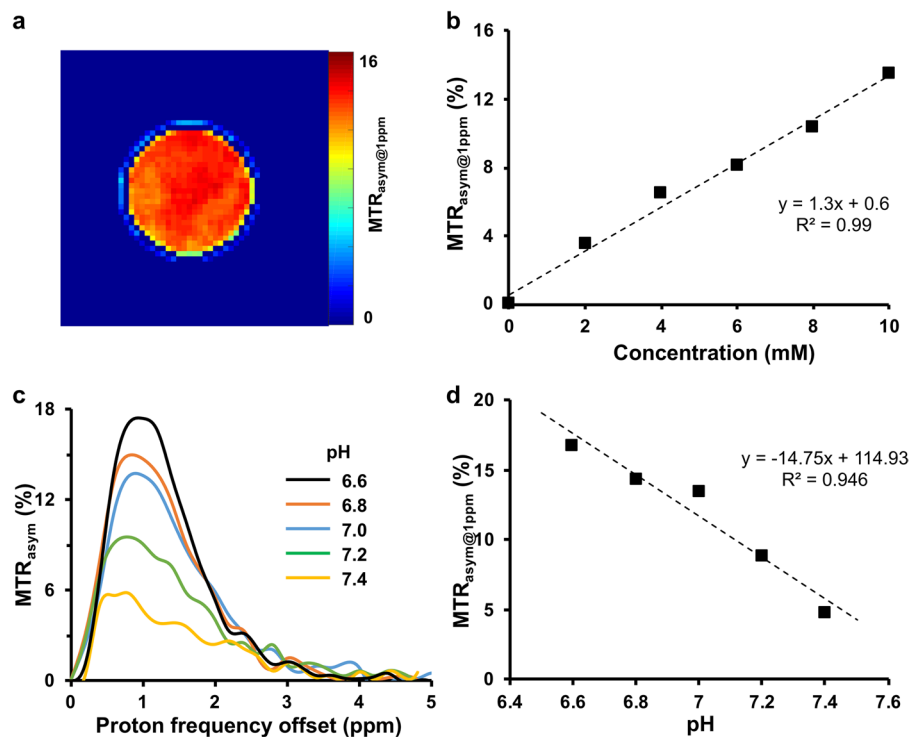 a
16
MTRasym@1ppm
0
b
16
12
8
4
0
MTRasym@1ppm (%)
y = 1.3x + 0.6
R² = 0.99
0 2 4 6 8 10
Concentration (mM)
c
18
12
6
0
MTRasym (%)
pH
6.6
6.8
7.0
7.2
7.4
0 1 2 3 4 5
Proton frequency offset (ppm)
d
20
15
10
5
0
MTRasym@1ppm (%)
y = -14.75x + 114.93
R² = 0.946
6.4 6.6 6.8 7 7.2 7.4 7.6
pH